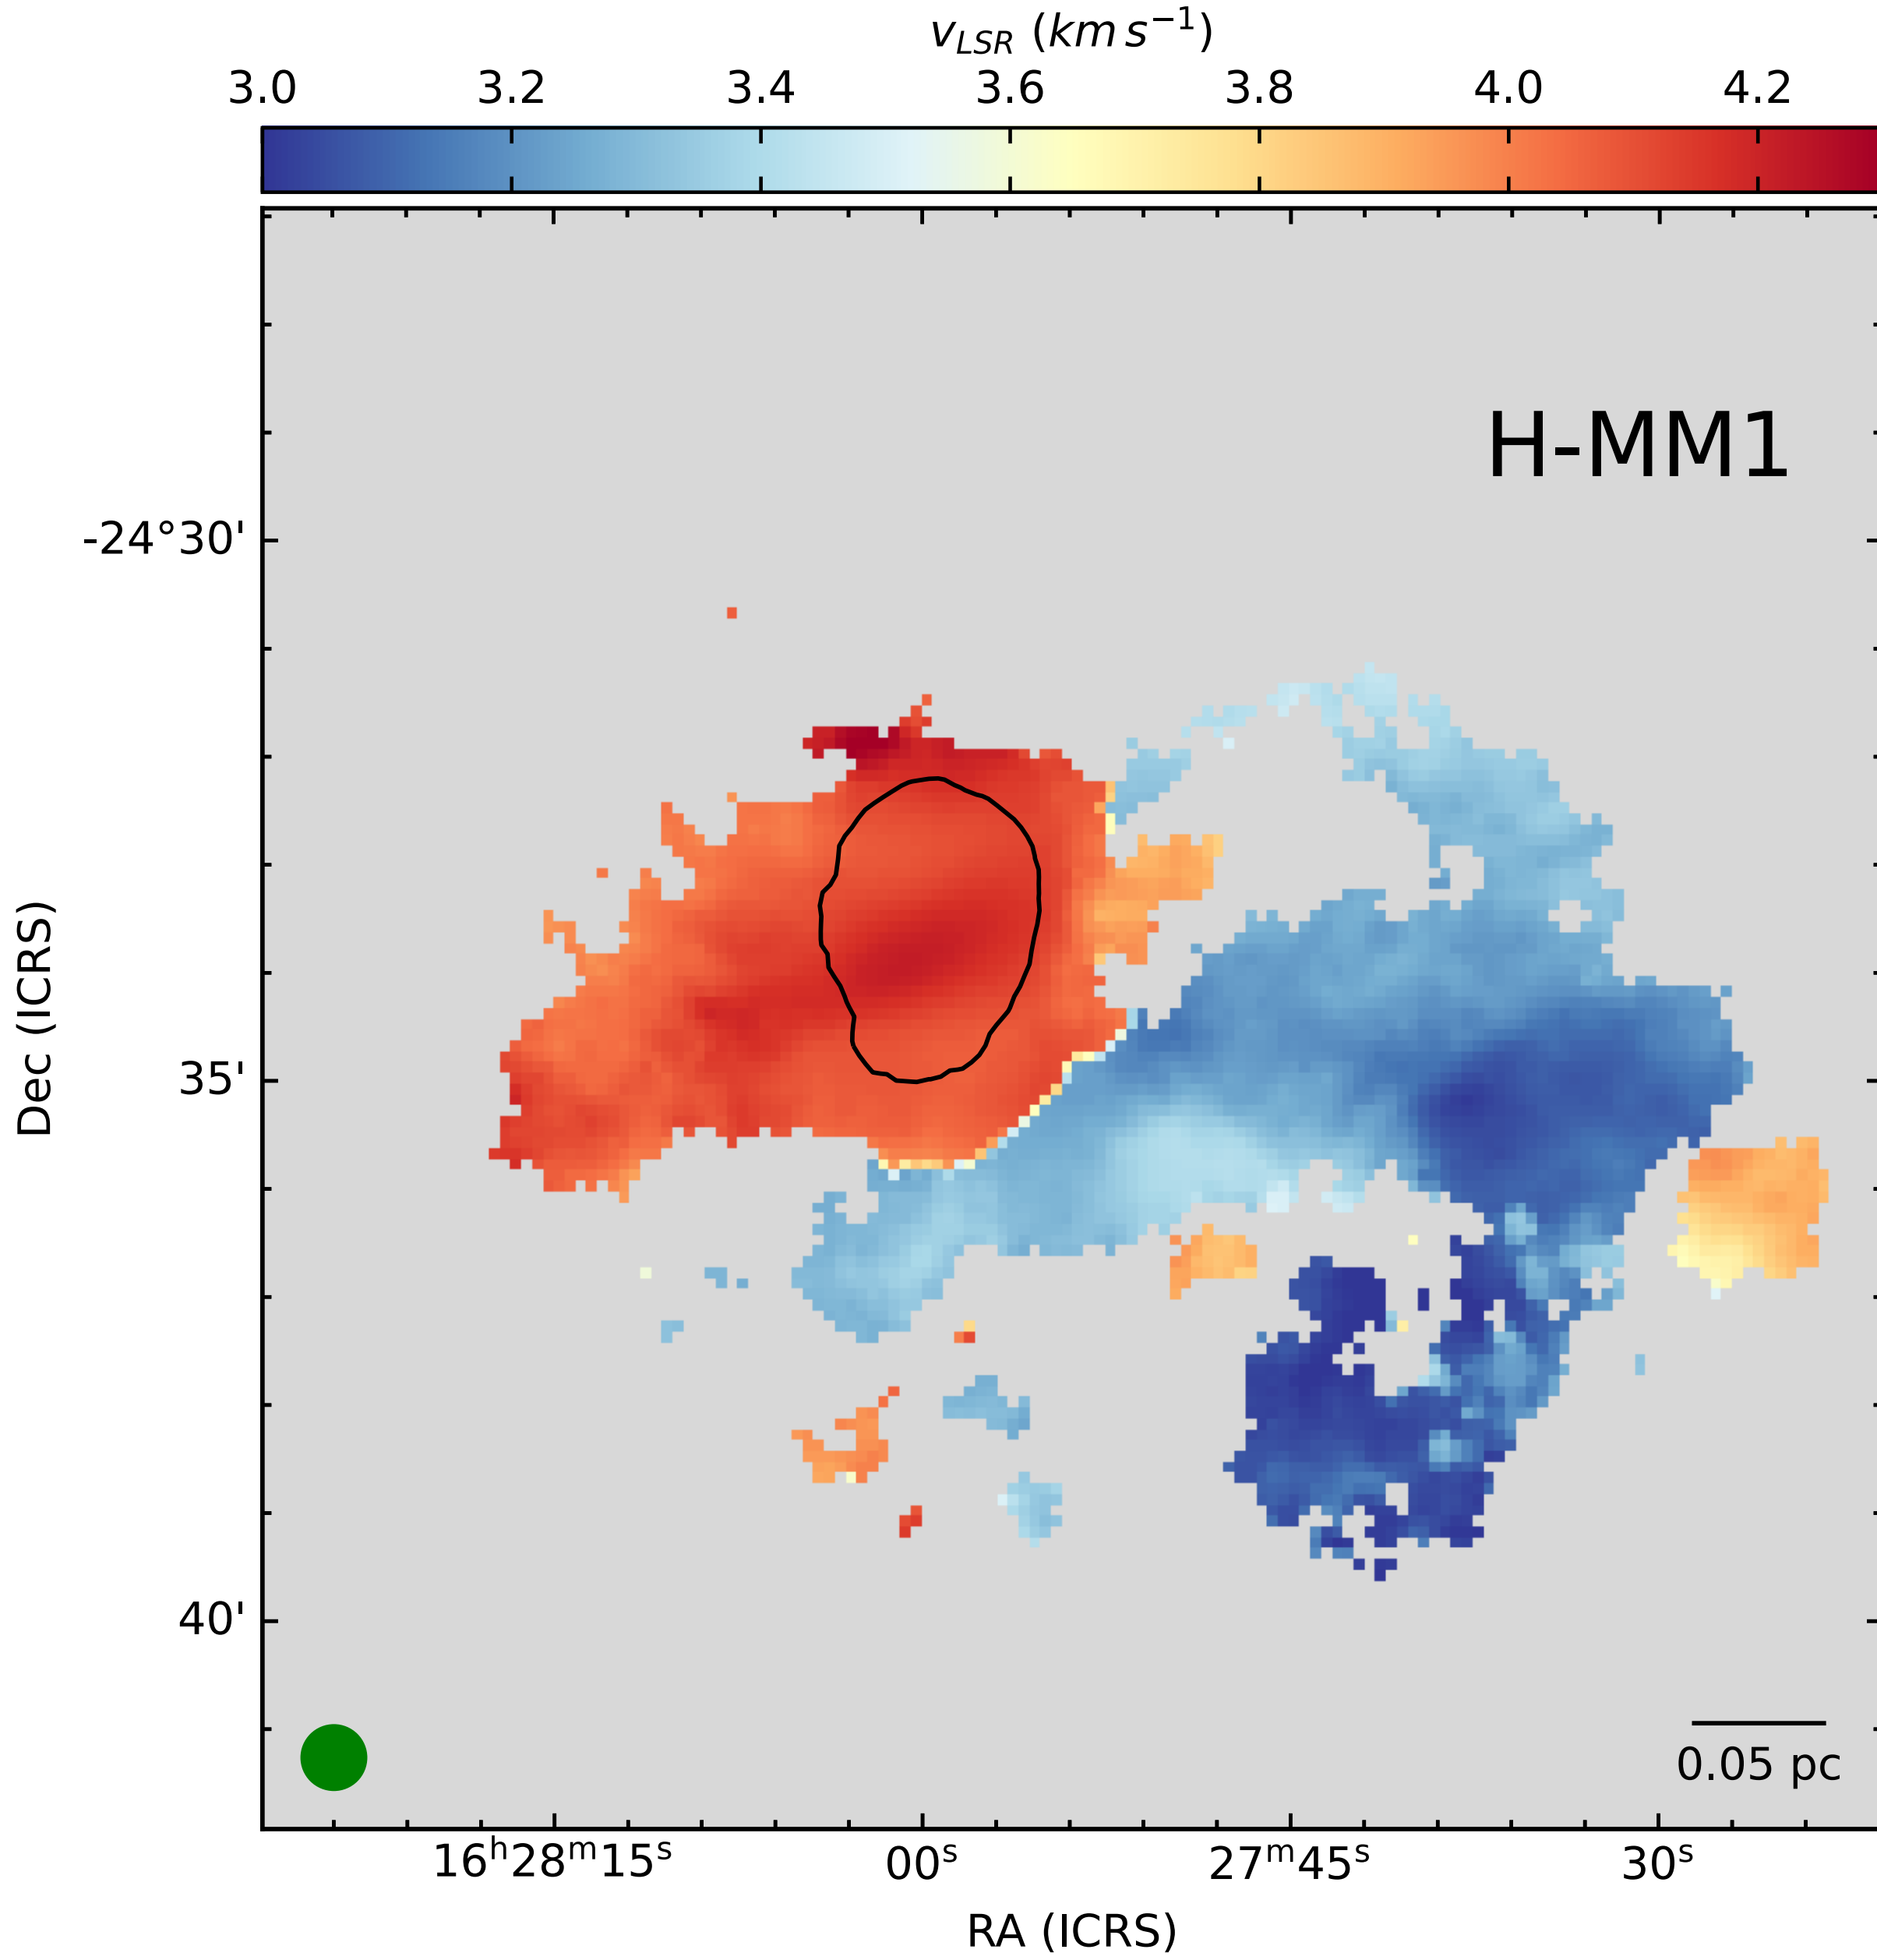 v_LSR (km s⁻¹)
3.0 3.2 3.4 3.6 3.8 4.0 4.2
H-MM1
-24°30'
Dec (ICRS)
35'
40'
0.05 pc
16ʰ28ᵐ15ˢ 00ˢ 27ᵐ45ˢ 30ˢ
RA (ICRS)